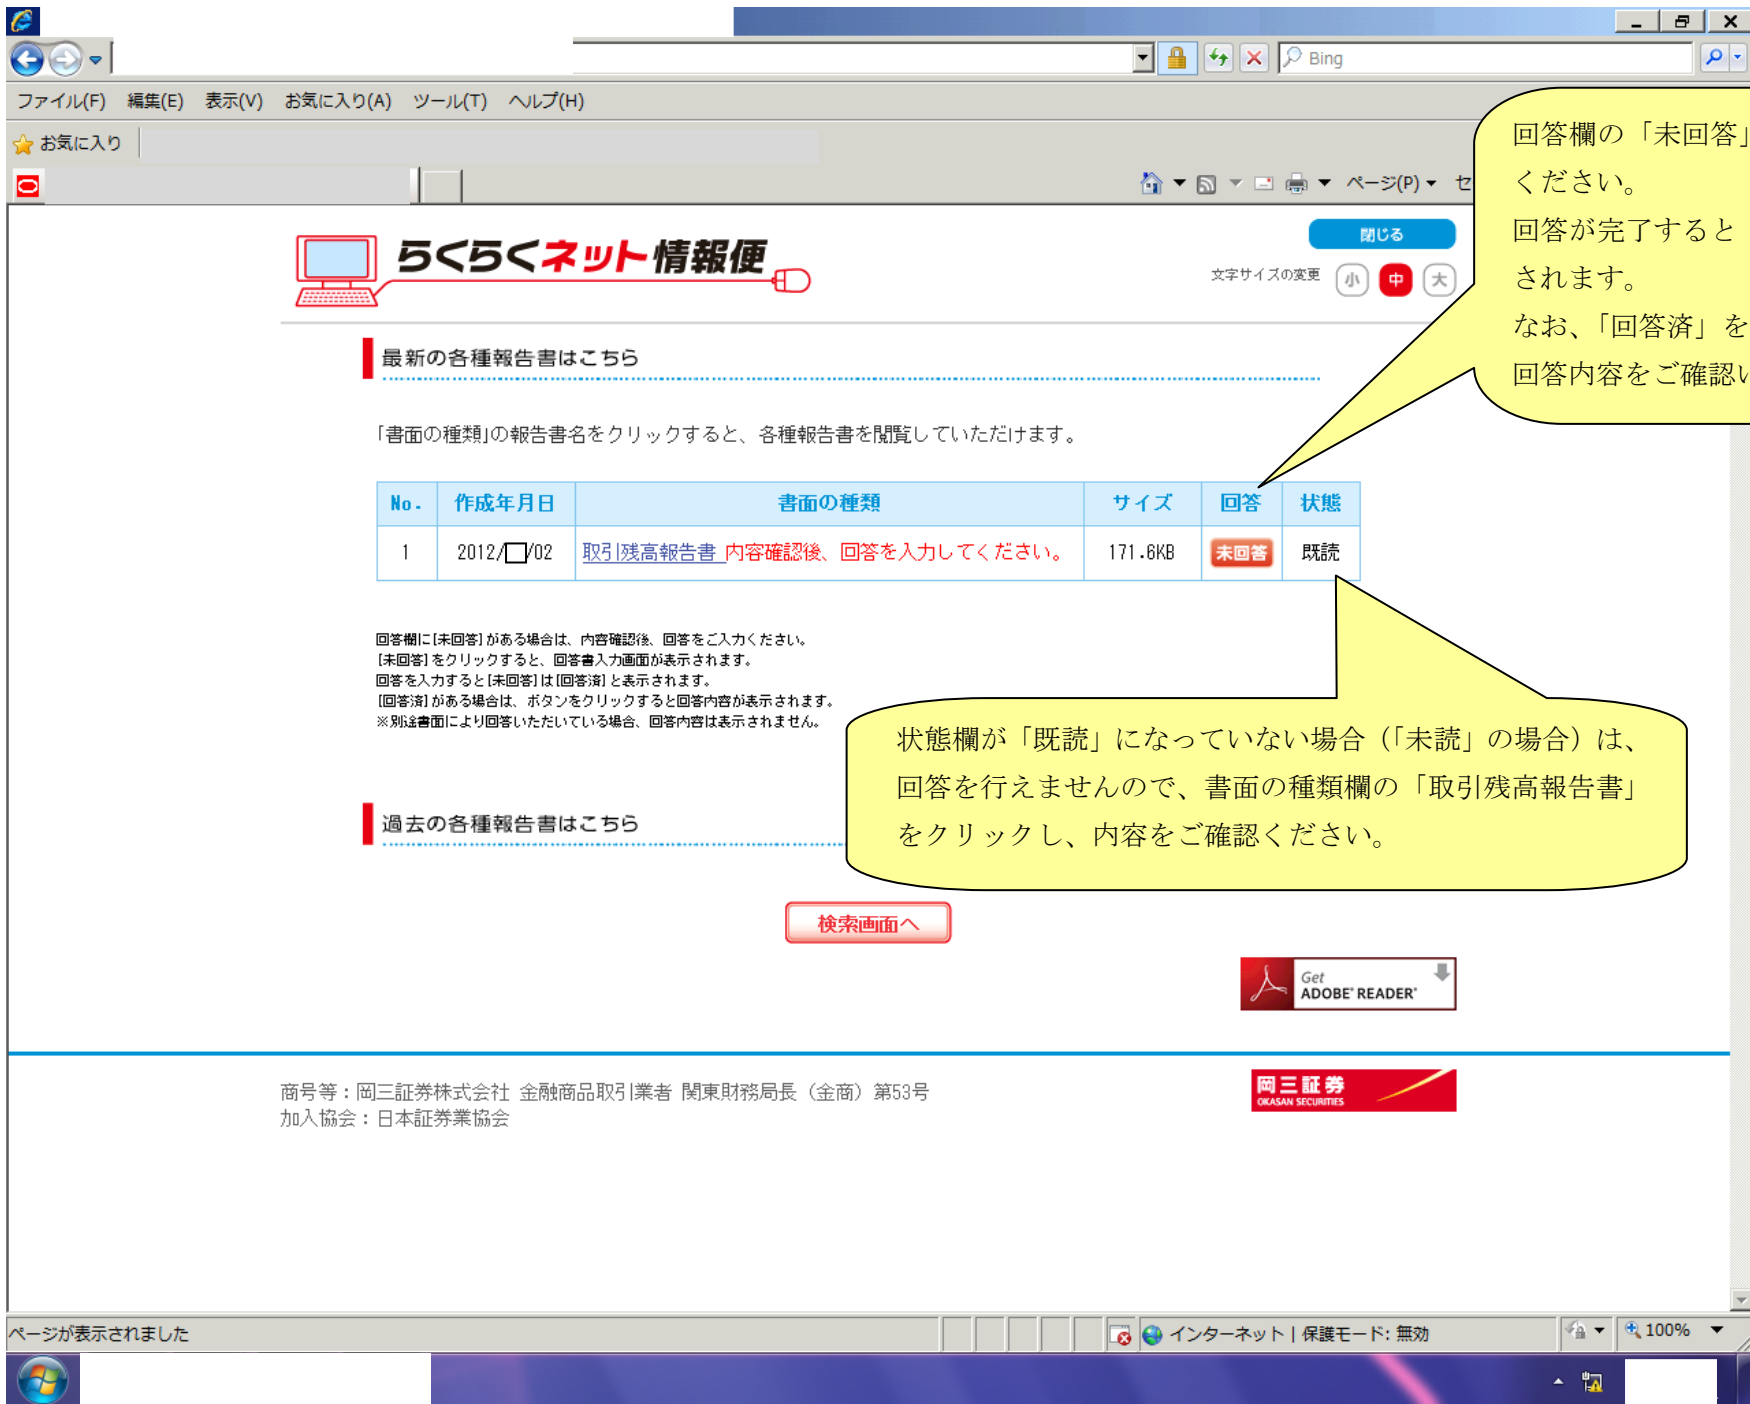 Bing
ファイル(F) 編集(E) 表示(V) お気に入り(A) ツール(T) ヘルプ(H)
お気に入り
ページ(P) セ
回答欄の「未回答」
ください。
回答が完了すると
されます。
なお、「回答済」を
回答内容をご確認い
らくらくネット情報便
閉じる
文字サイズの変更 小 中 大
最新の各種報告書はこちら
「書面の種類」の報告書名をクリックすると、各種報告書を閲覧していただけます。
No. 作成年月日 書面の種類 サイズ 回答 状態
1 2012/□/02 取引残高報告書 内容確認後、回答を入力してください。 171.6KB 未回答 既読
回答欄に[未回答]がある場合は、内容確認後、回答をご入力ください。
[未回答]をクリックすると、回答書入力画面が表示されます。
回答を入力すると[未回答]は[回答済]と表示されます。
[回答済]がある場合は、ボタンをクリックすると回答内容が表示されます。
※別途書面により回答いただいている場合、回答内容は表示されません。
状態欄が「既読」になっていない場合(「未読」の場合)は、
回答を行えませんので、書面の種類欄の「取引残高報告書」
をクリックし、内容をご確認ください。
過去の各種報告書はこちら
検索画面へ
Get
ADOBE® READER®
商号等:岡三証券株式会社 金融商品取引業者 関東財務局長(金商)第53号
加入協会:日本証券業協会
岡三証券
OKASAN SECURITIES
ページが表示されました
インターネット | 保護モード: 無効
100%